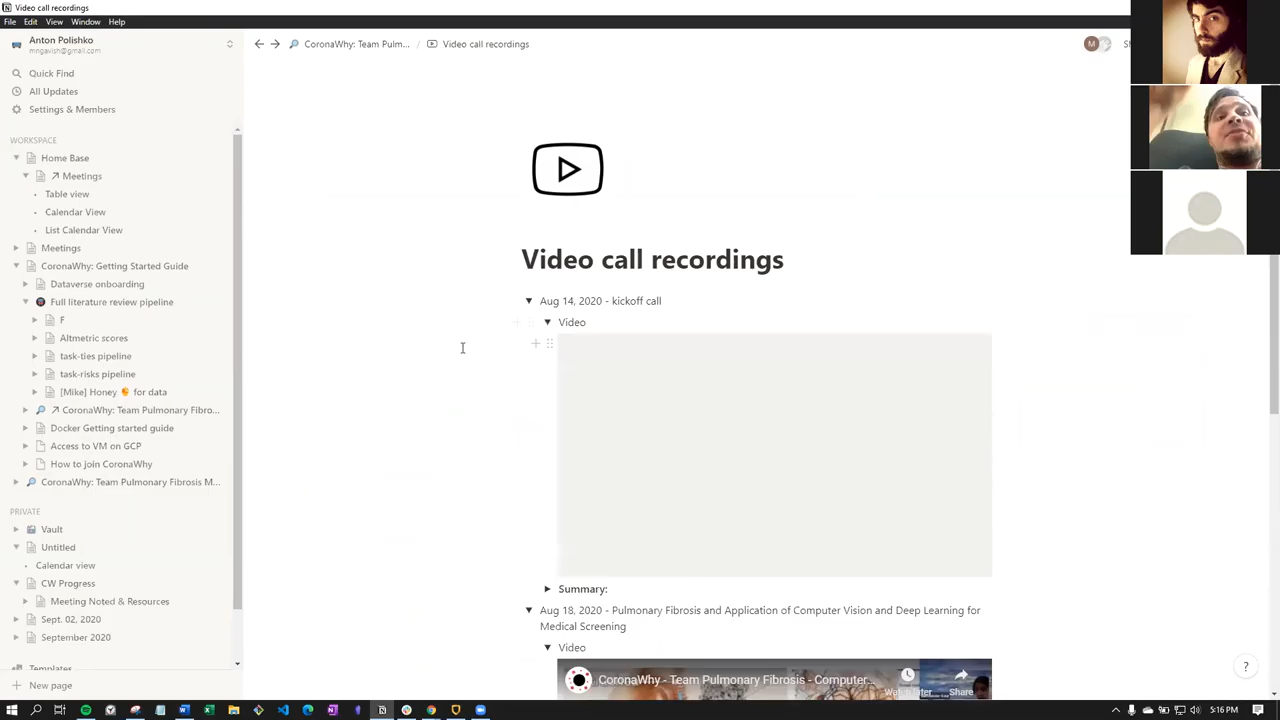 Video call recordings
File Edit View Window Help
Anton Polishko
mngavish@gmail.com
CoronaWhy: Team Pulm... Video call recordings
M
Quick Find
All Updates
Settings & Members
WORKSPACE
Home Base
↗ Meetings
Table view
Calendar View
List Calendar View
Meetings
CoronaWhy: Getting Started Guide
Dataverse onboarding
Full literature review pipeline
F
Altmetric scores
task-ties pipeline
task-risks pipeline
[Mike] Honey 🍯 for data
↗ CoronaWhy: Team Pulmonary Fibro...
Docker Getting started guide
Access to VM on GCP
How to join CoronaWhy
CoronaWhy: Team Pulmonary Fibrosis M...
PRIVATE
Vault
Untitled
Calendar view
CW Progress
Meeting Noted & Resources
Sept. 02, 2020
September 2020
Templates
New page
Video call recordings
Aug 14, 2020 - kickoff call
Video
Summary:
Aug 18, 2020 - Pulmonary Fibrosis and Application of Computer Vision and Deep Learning for
Medical Screening
Video
CoronaWhy - Team Pulmonary Fibrosis - Computer...
Watch later Share
?
5:16 PM